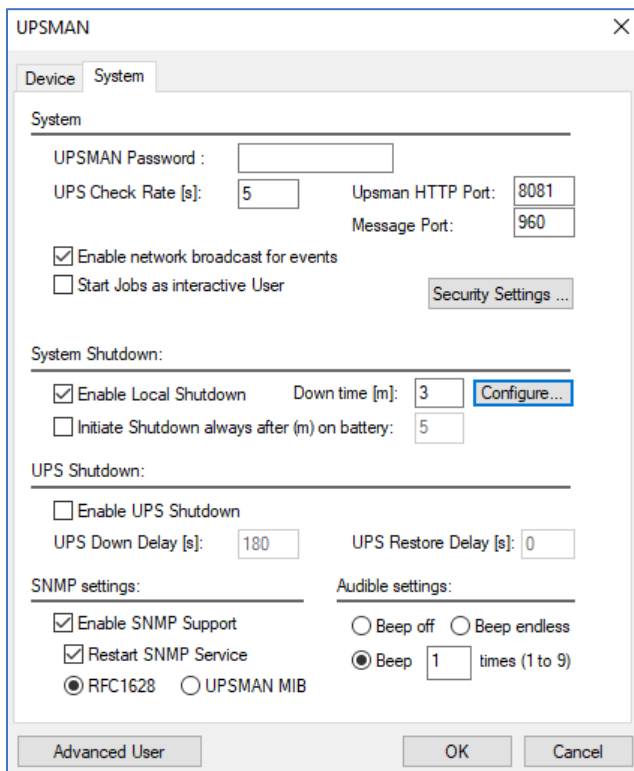 UPSMAN
Device System
System
UPSMAN Password :
UPS Check Rate [s]: 5 Upsman HTTP Port: 8081
Message Port: 960
Enable network broadcast for events
Start Jobs as interactive User
Security Settings ...
System Shutdown:
Enable Local Shutdown Down time [m]: 3 Configure...
Initiate Shutdown always after (m) on battery: 5
UPS Shutdown:
Enable UPS Shutdown
UPS Down Delay [s]: 180 UPS Restore Delay [s]: 0
SNMP settings: Audible settings:
Enable SNMP Support Beep off Beep endless
Restart SNMP Service Beep 1 times (1 to 9)
RFC1628 UPSMAN MIB
Advanced User OK Cancel